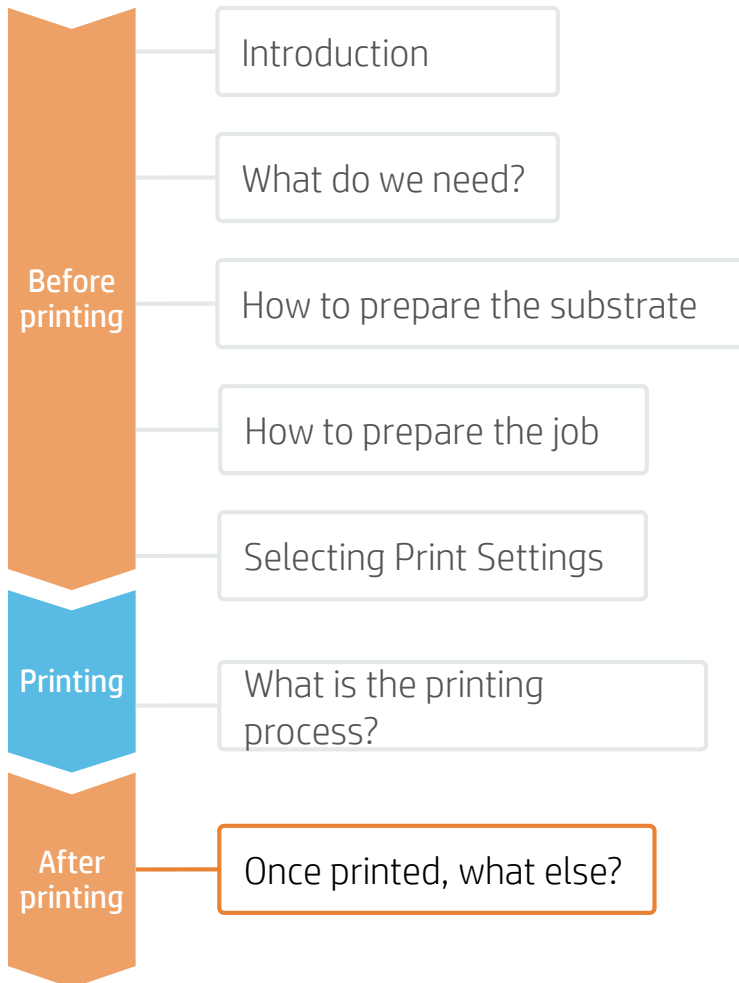 Introduction
What do we need?
Before
printing
How to prepare the substrate
How to prepare the job
Selecting Print Settings
Printing
What is the printing
process?
After
printing
Once printed, what else?